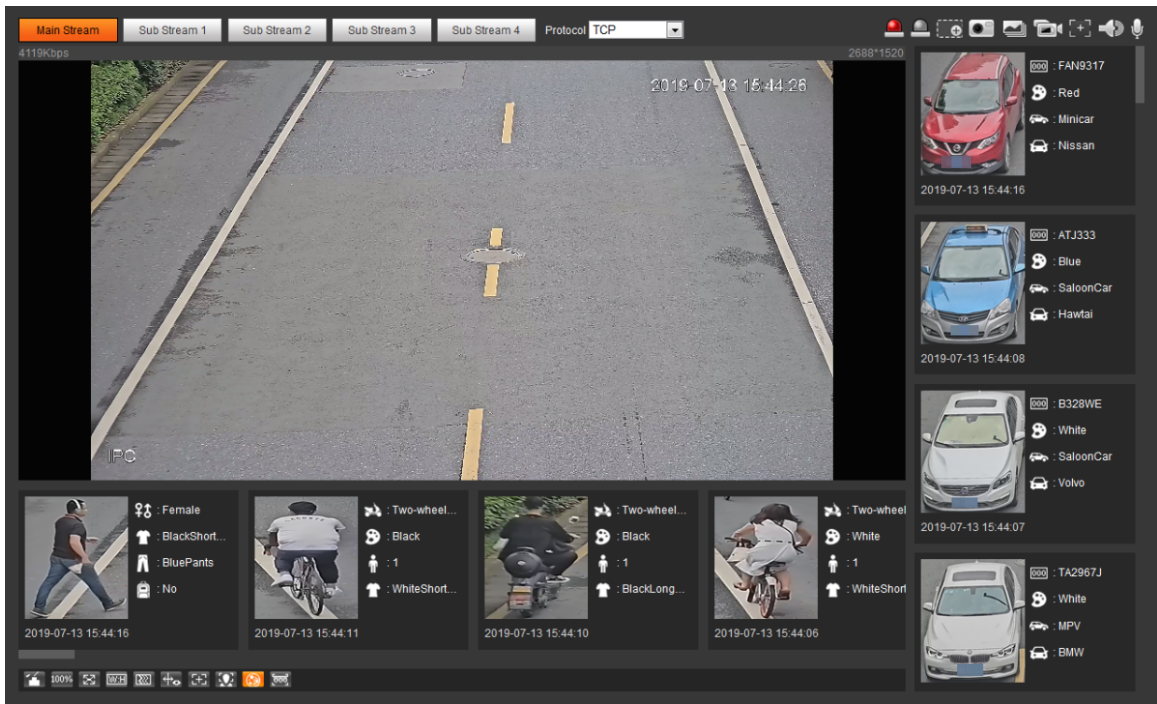 Main Stream
Sub Stream 1
Sub Stream 2
Sub Stream 3
Sub Stream 4
Protocol TCP
4119Kbps
2688*1520
2019-07-13 15:44:26
IPC
: FAN9317
: Red
: Minicar
: Nissan
2019-07-13 15:44:16
: ATJ333
: Blue
: SaloonCar
: Hawtai
2019-07-13 15:44:08
: B328WE
: White
: SaloonCar
: Volvo
2019-07-13 15:44:07
: TA2967J
: White
: MPV
: BMW
: Female
: BlackShort...
: BluePants
: No
2019-07-13 15:44:16
: Two-wheel...
: Black
: 1
: WhiteShort...
2019-07-13 15:44:11
: Two-wheel...
: Black
: 1
: BlackLong...
2019-07-13 15:44:10
: Two-wheel
: White
: 1
: WhiteShort
2019-07-13 15:44:06
100%
W:H